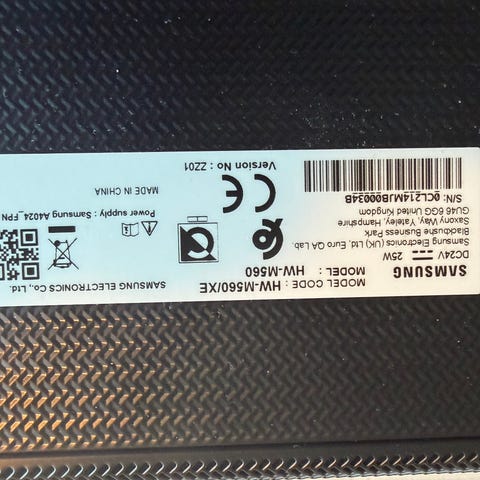 SAMSUNG
DC24V ⎓ 25W
Samsung Electronics (UK) Ltd, Euro QA Lab.
Blackbushe Business Park
Saxony Way, Yateley, Hampshire
GU46 6GG United Kingdom
SN: 0CL214MJB00034B
MODEL CODE : HW-M560/XE
MODEL : HW-M560
Version No : ZZ01
SAMSUNG ELECTRONICS Co., Ltd.
Power supply : Samsung A4024_FPN
MADE IN CHINA